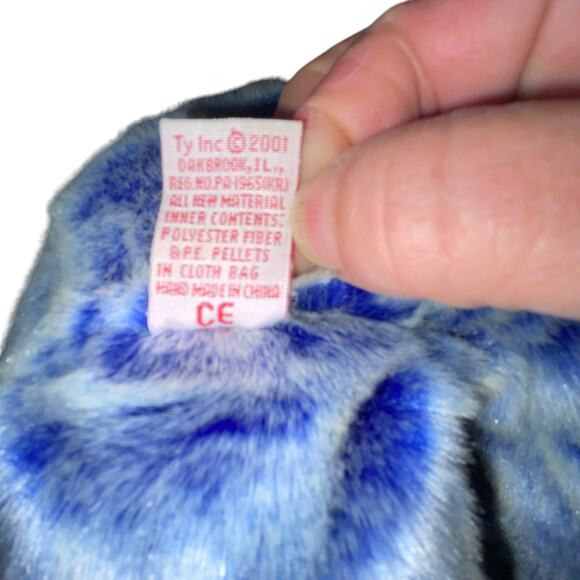 Ty Inc © 2001
OAKBROOK, IL.,
REG.NO.PA-1965(KR)
ALL NEW MATERIAL
INNER CONTENTS:
POLYESTER FIBER
& P.E. PELLETS
IN CLOTH BAG
HAND MADE IN CHINA
CE